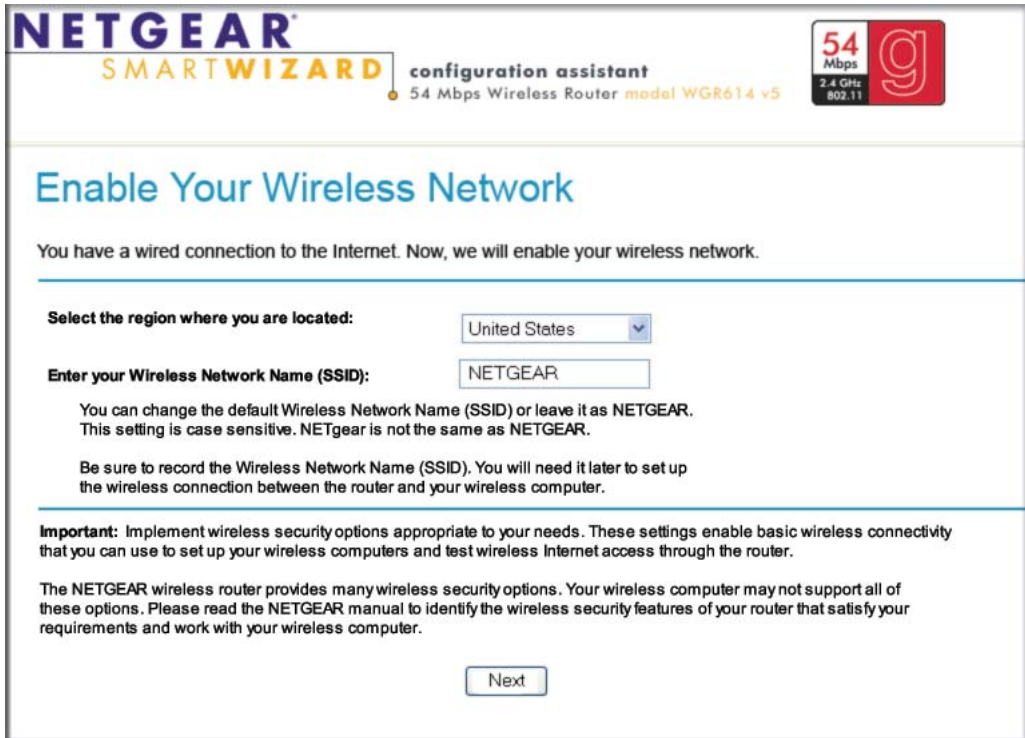 NETGEAR
SMARTWIZARD
configuration assistant
54 Mbps Wireless Router model WGR614 v5
54
Mbps
2.4 GHz
802.11
g
Enable Your Wireless Network
You have a wired connection to the Internet. Now, we will enable your wireless network.
Select the region where you are located:
United States
Enter your Wireless Network Name (SSID):
NETGEAR
You can change the default Wireless Network Name (SSID) or leave it as NETGEAR.
This setting is case sensitive. NETgear is not the same as NETGEAR.
Be sure to record the Wireless Network Name (SSID). You will need it later to set up
the wireless connection between the router and your wireless computer.
Important: Implement wireless security options appropriate to your needs. These settings enable basic wireless connectivity
that you can use to set up your wireless computers and test wireless Internet access through the router.
The NETGEAR wireless router provides many wireless security options. Your wireless computer may not support all of
these options. Please read the NETGEAR manual to identify the wireless security features of your router that satisfy your
requirements and work with your wireless computer.
Next